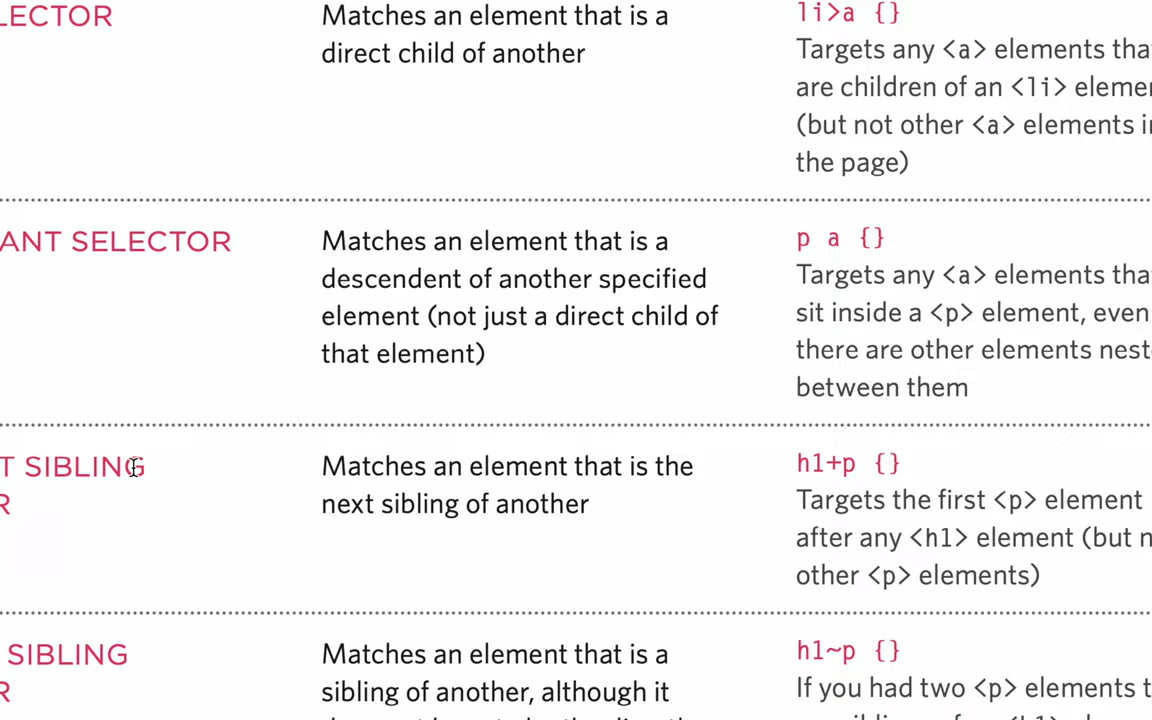 LECTOR
Matches an element that is a
direct child of another
li>a {}
Targets any <a> elements that
are children of an <li> element
(but not other <a> elements in
the page)
ANT SELECTOR
Matches an element that is a
descendent of another specified
element (not just a direct child of
that element)
p a {}
Targets any <a> elements that
sit inside a <p> element, even
there are other elements nest
between them
T SIBLING
R
Matches an element that is the
next sibling of another
h1+p {}
Targets the first <p> element
after any <h1> element (but n
other <p> elements)
SIBLING
R
Matches an element that is a
sibling of another, although it
h1~p {}
If you had two <p> elements t